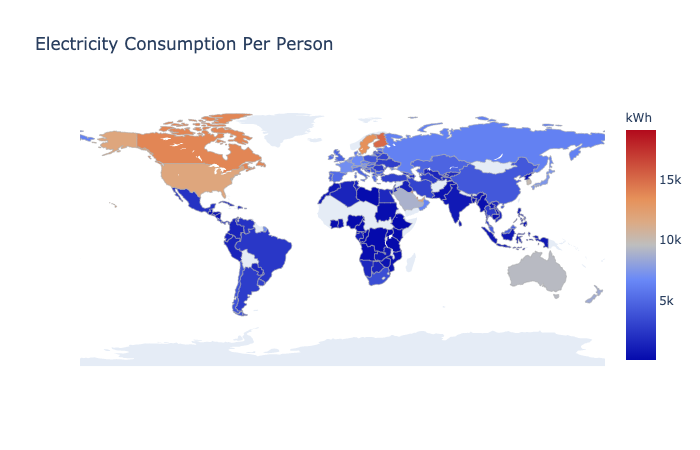 Electricity Consumption Per Person
kWh
15k
10k
5k